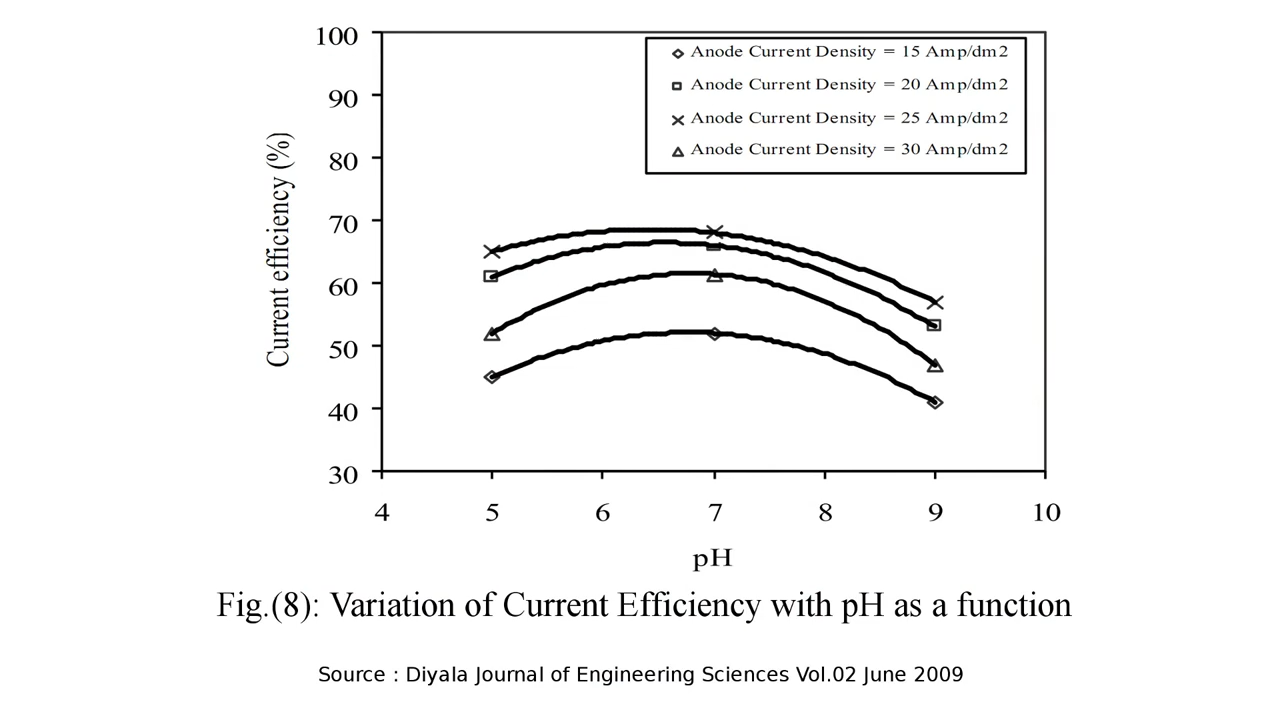 100
90
80
70
60
50
40
30
Current efficiency (%)
Anode Current Density = 15 Amp/dm2
Anode Current Density = 20 Amp/dm2
Anode Current Density = 25 Amp/dm2
Anode Current Density = 30 Amp/dm2
4 5 6 7 8 9 10
pH
Fig.(8): Variation of Current Efficiency with pH as a function
Source : Diyala Journal of Engineering Sciences Vol.02 June 2009